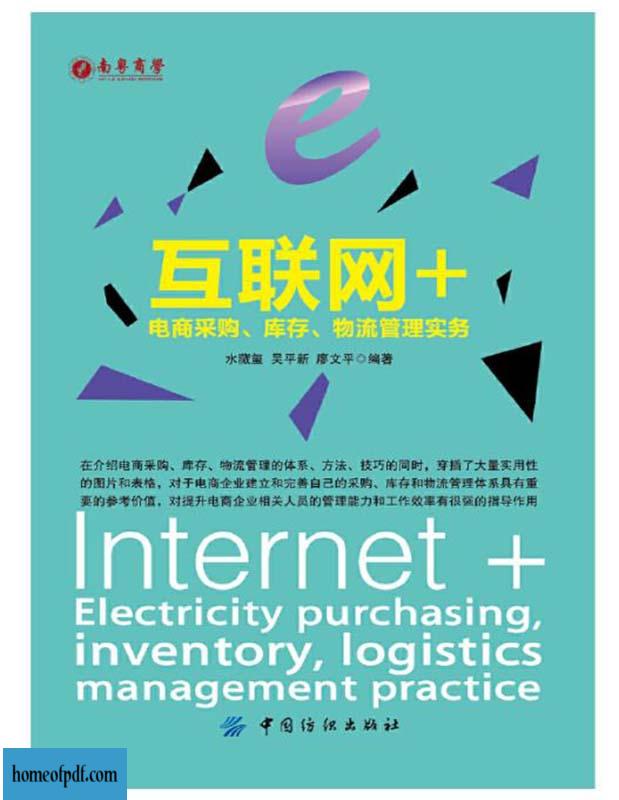 南粤商學
e
互联网+
电商采购、库存、物流管理实务
水藏玺 吴平新 廖文平◎编著
在介绍电商采购、库存、物流管理的体系、方法、技巧的同时，穿插了大量实用性
的图片和表格，对于电商企业建立和完善自己的采购、库存和物流管理体系具有重
要的参考价值，对提升电商企业相关人员的管理能力和工作效率有很强的指导作用
Internet +
Electricity purchasing,
inventory, logistics
management practice
中国纺织出版社
homeofpdf.com